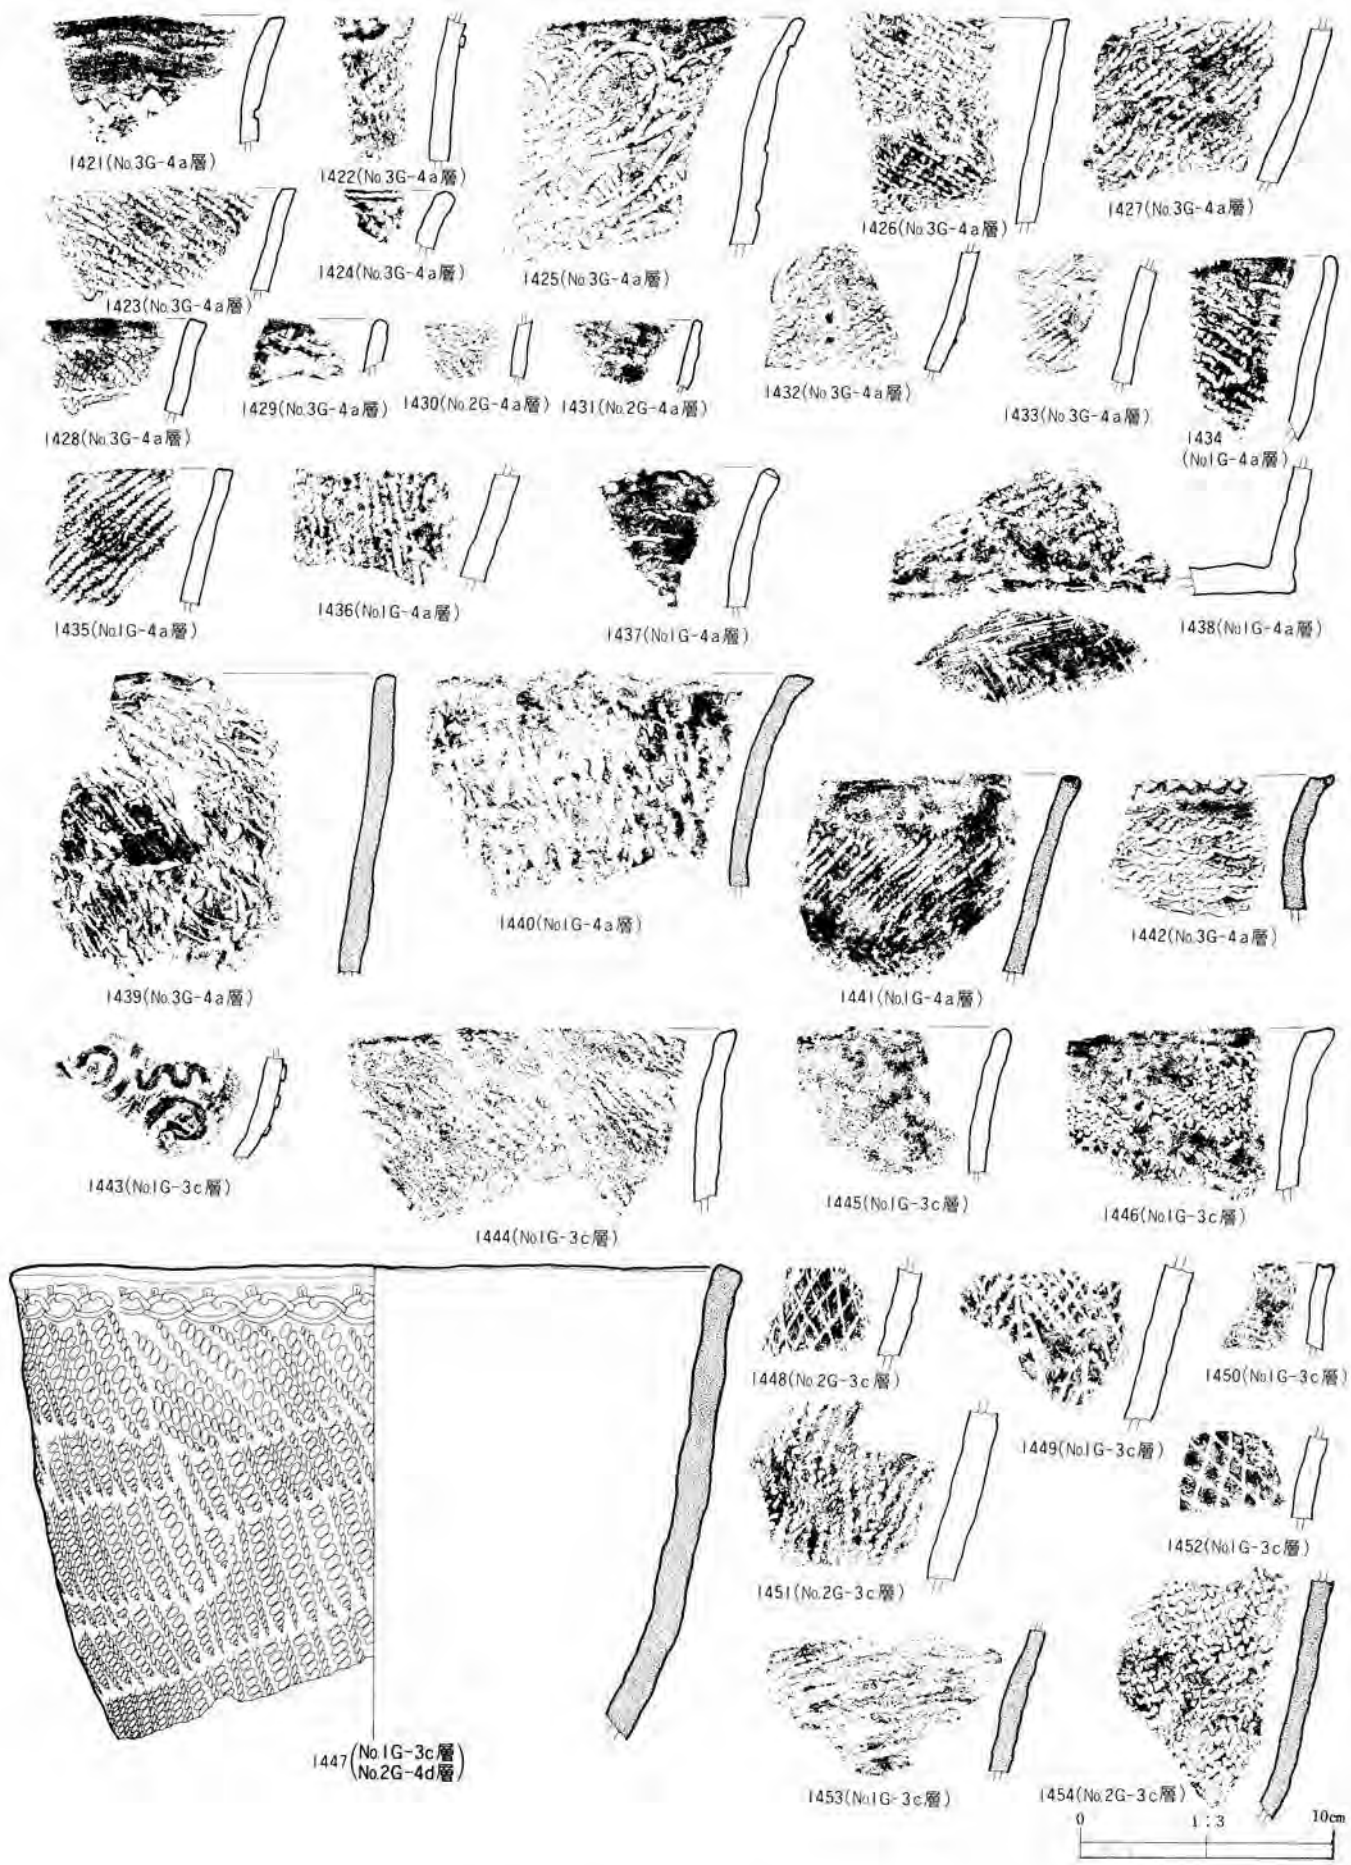 1421(No.3G-4a層)
1422(No.3G-4a層)
1423(No.3G-4a層)
1424(No.3G-4a層)
1425(No.3G-4a層)
1426(No.3G-4a層)
1427(No.3G-4a層)
1428(No.3G-4a層)
1429(No.3G-4a層)
1430(No.2G-4a層)
1431(No.2G-4a層)
1432(No.3G-4a層)
1433(No.3G-4a層)
1434
(No.1G-4a層)
1435(No.1G-4a層)
1436(No.1G-4a層)
1437(No.1G-4a層)
1438(No.1G-4a層)
1439(No.3G-4a層)
1440(No.1G-4a層)
1441(No.1G-4a層)
1442(No.3G-4a層)
1443(No.1G-3c層)
1444(No.1G-3c層)
1445(No.1G-3c層)
1446(No.1G-3c層)
1447(No.1G-3c層
No.2G-4d層)
1448(No.2G-3c層)
1449(No.1G-3c層)
1450(No.1G-3c層)
1451(No.2G-3c層)
1452(No.1G-3c層)
1453(No.1G-3c層)
1454(No.2G-3c層)
0 1:3 10cm